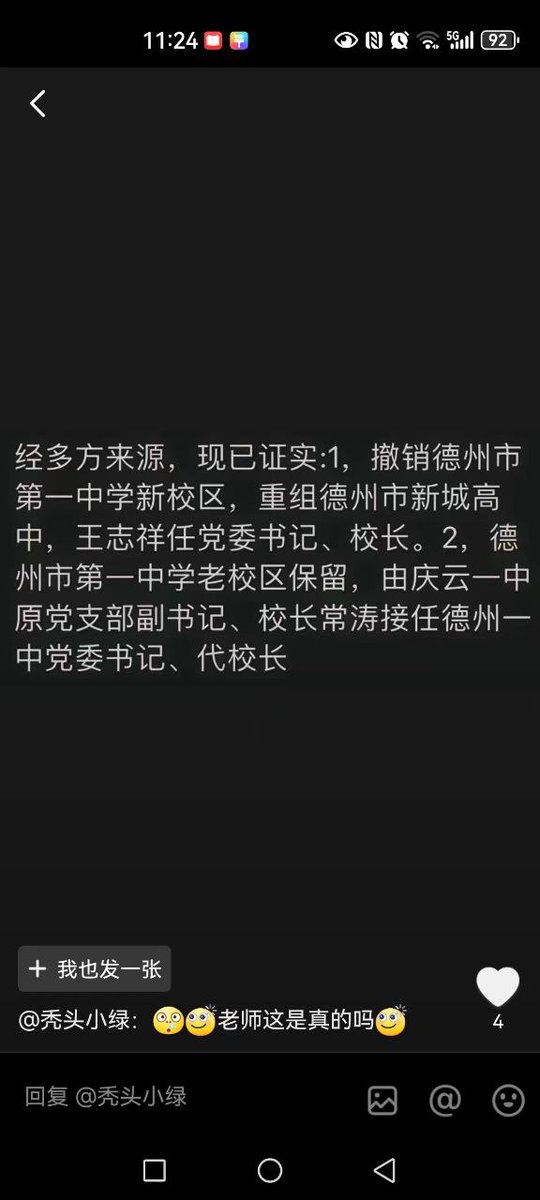 11:24
5G
92
经多方来源，现已证实:1，撤销德州市
第一中学新校区，重组德州市新城高
中，王志祥任党委书记、校长。2，德
州市第一中学老校区保留，由庆云一中
原党支部副书记、校长常涛接任德州一
中党委书记、代校长
+ 我也发一张
@秃头小绿：老师这是真的吗
4
回复 @秃头小绿